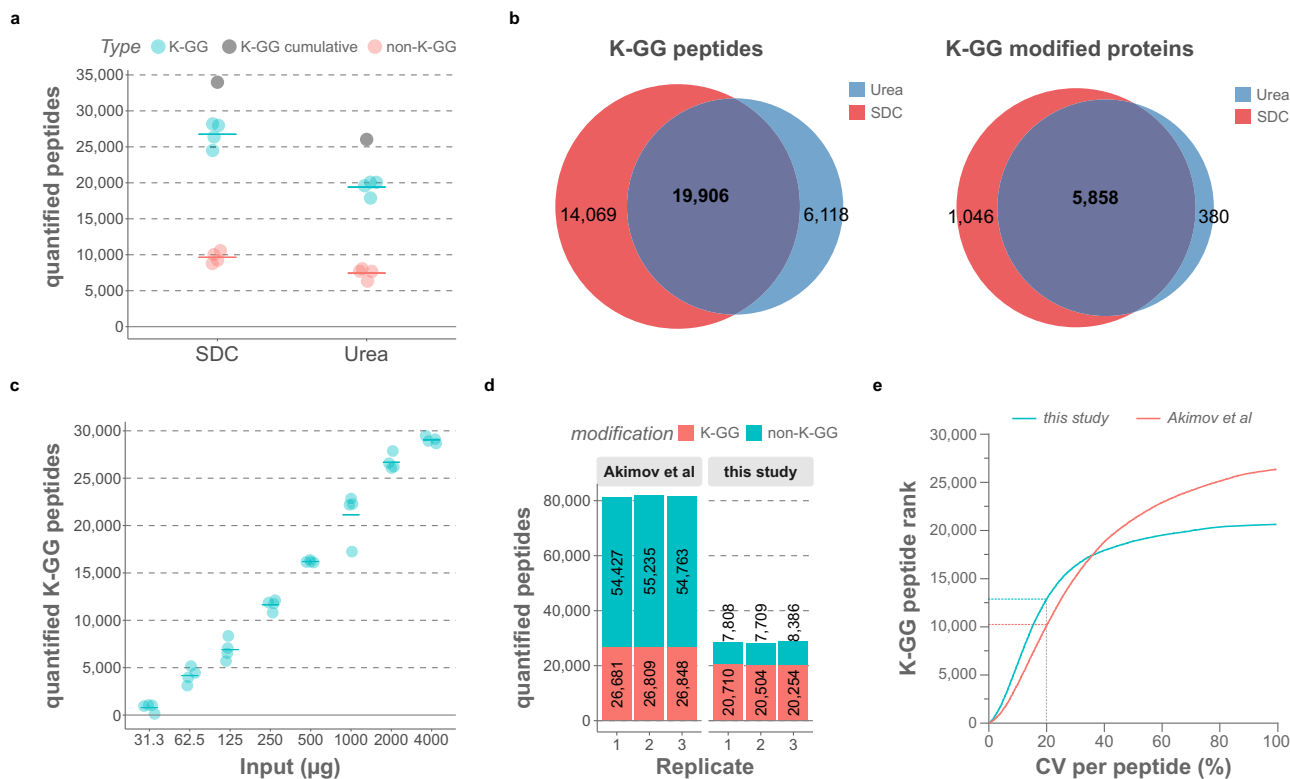 a
Type K-GG K-GG cumulative non-K-GG
quantified peptides
35,000
30,000
25,000
20,000
15,000
10,000
5,000
0
SDC Urea
b
K-GG peptides
Urea
SDC
14,069 19,906 6,118
K-GG modified proteins
Urea
SDC
1,046 5,858 380
c
quantified K-GG peptides
30,000
25,000
20,000
15,000
10,000
5,000
0
31.3 62.5 125 250 500 1000 2000 4000
Input (µg)
d
modification K-GG non-K-GG
Akimov et al this study
quantified peptides
80,000
60,000
40,000
20,000
0
54,427 55,235 54,763 7,808 7,709 8,386
26,681 26,809 26,848 20,710 20,504 20,254
1 2 3 1 2 3
Replicate
e
this study Akimov et al
K-GG peptide rank
30,000
25,000
20,000
15,000
10,000
5,000
0
0 20 40 60 80 100
CV per peptide (%)